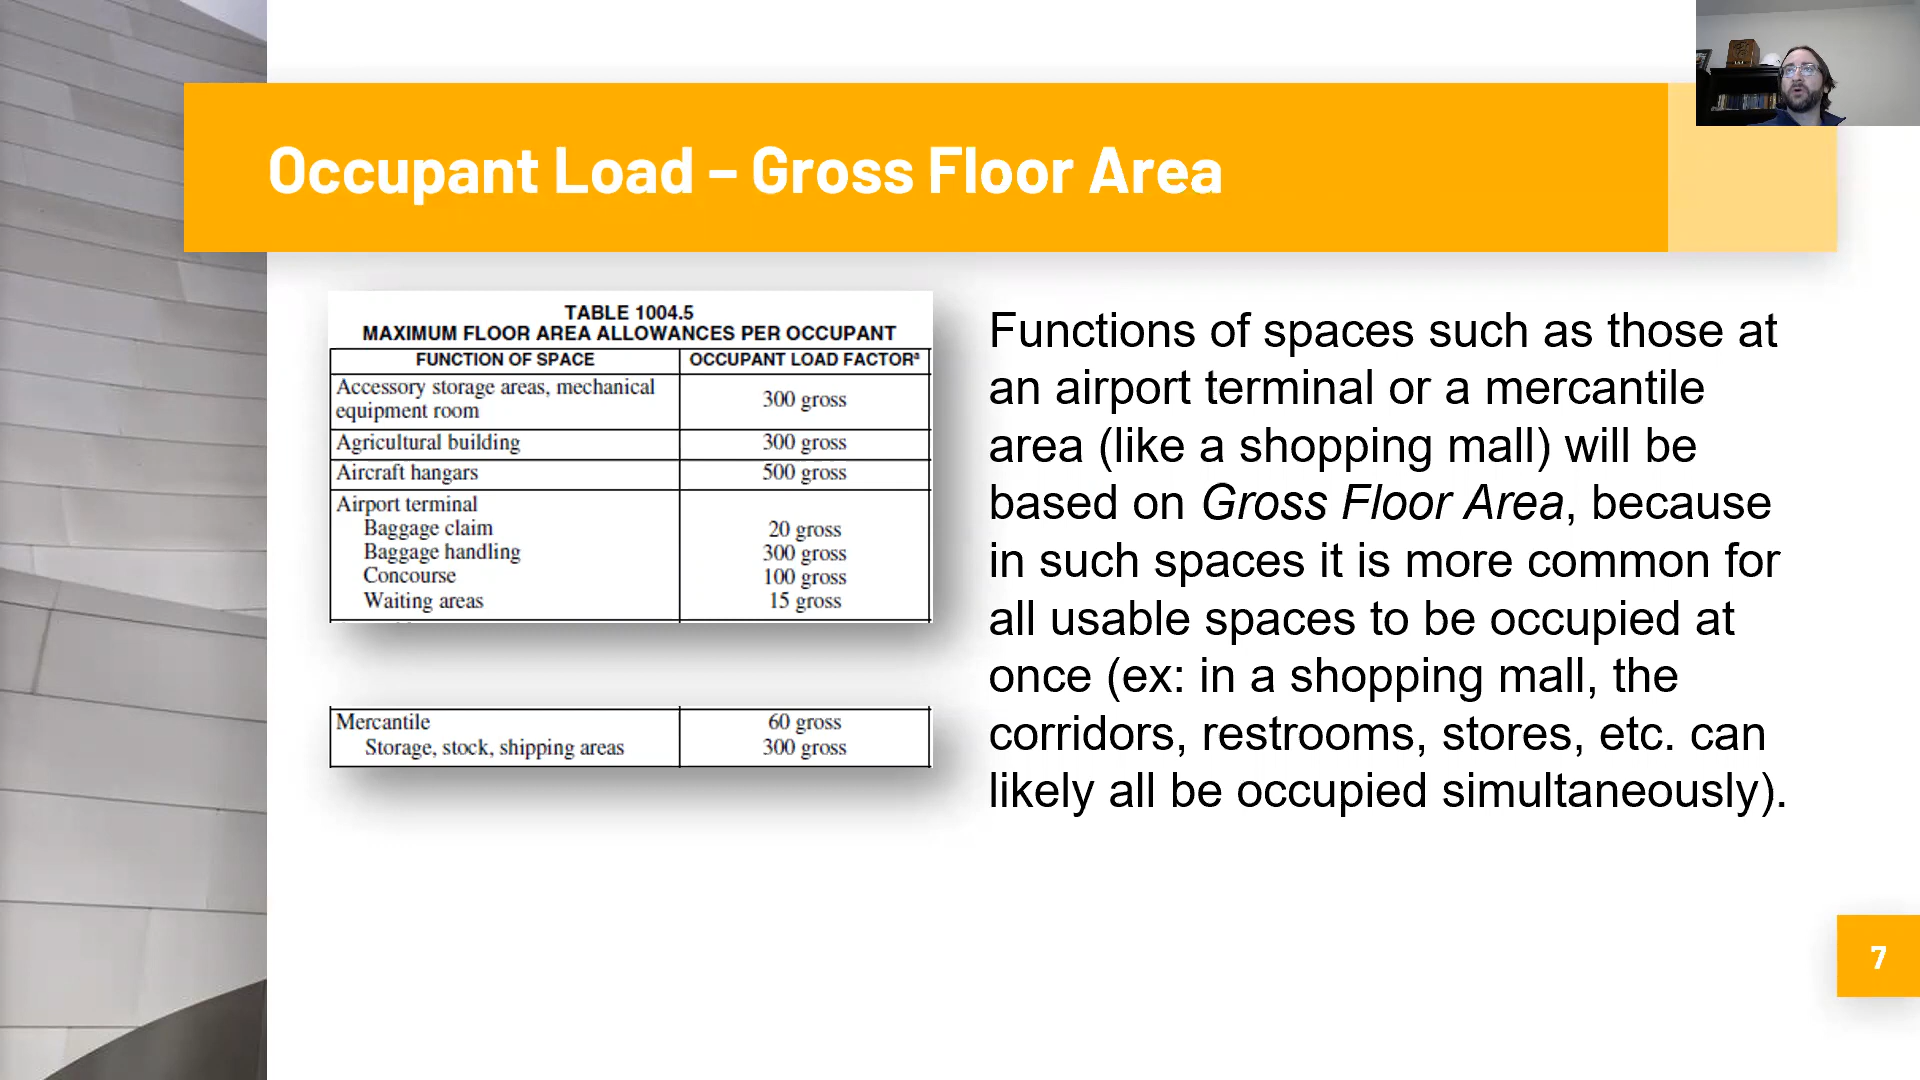 Occupant Load – Gross Floor Area
TABLE 1004.5
MAXIMUM FLOOR AREA ALLOWANCES PER OCCUPANT
FUNCTION OF SPACE OCCUPANT LOAD FACTORª
Accessory storage areas, mechanical
equipment room 300 gross
Agricultural building 300 gross
Aircraft hangars 500 gross
Airport terminal
Baggage claim 20 gross
Baggage handling 300 gross
Concourse 100 gross
Waiting areas 15 gross
Mercantile 60 gross
Storage, stock, shipping areas 300 gross
Functions of spaces such as those at
an airport terminal or a mercantile
area (like a shopping mall) will be
based on Gross Floor Area, because
in such spaces it is more common for
all usable spaces to be occupied at
once (ex: in a shopping mall, the
corridors, restrooms, stores, etc. can
likely all be occupied simultaneously).
7